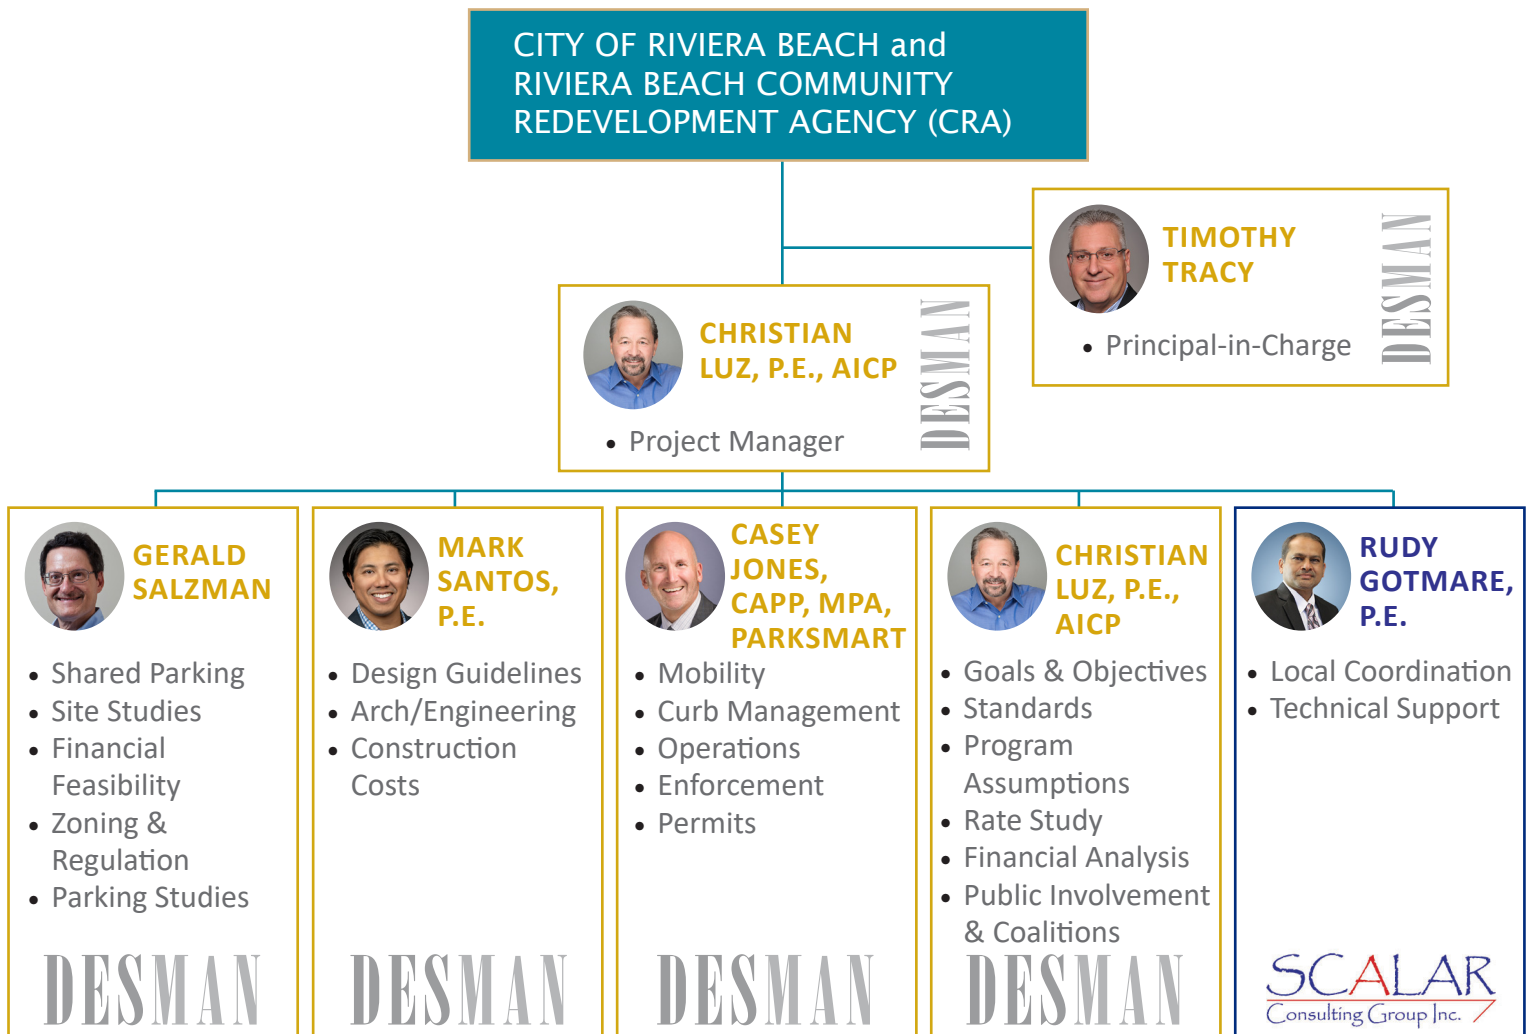 CITY OF RIVIERA BEACH and
RIVIERA BEACH COMMUNITY
REDEVELOPMENT AGENCY (CRA)
TIMOTHY
TRACY
• Principal-in-Charge
DESMAN
CHRISTIAN
LUZ, P.E., AICP
• Project Manager
DESMAN
GERALD
SALZMAN
• Shared Parking
• Site Studies
• Financial
Feasibility
• Zoning &
Regulation
• Parking Studies
DESMAN
MARK
SANTOS,
P.E.
• Design Guidelines
• Arch/Engineering
• Construction
Costs
DESMAN
CASEY
JONES,
CAPP, MPA,
PARKSMART
• Mobility
• Curb Management
• Operations
• Enforcement
• Permits
DESMAN
CHRISTIAN
LUZ, P.E.,
AICP
• Goals & Objectives
• Standards
• Program
Assumptions
• Rate Study
• Financial Analysis
• Public Involvement
& Coalitions
DESMAN
RUDY
GOTMARE,
P.E.
• Local Coordination
• Technical Support
SCALAR
Consulting Group Inc.